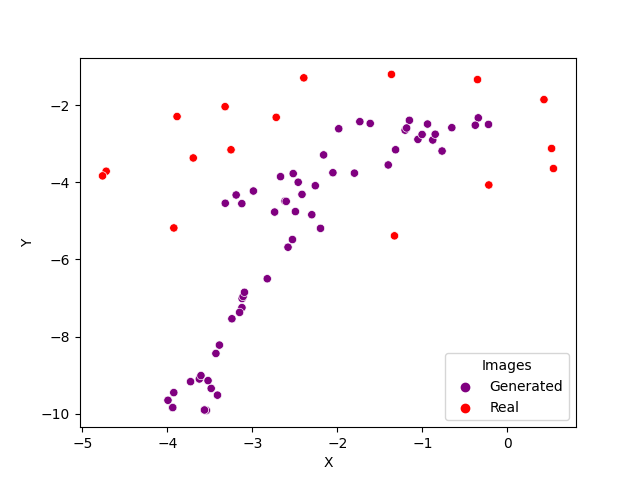 −2
−4
−6
−8
−10
Y
−5
−4
−3
−2
−1
0
X
Images
Generated
Real